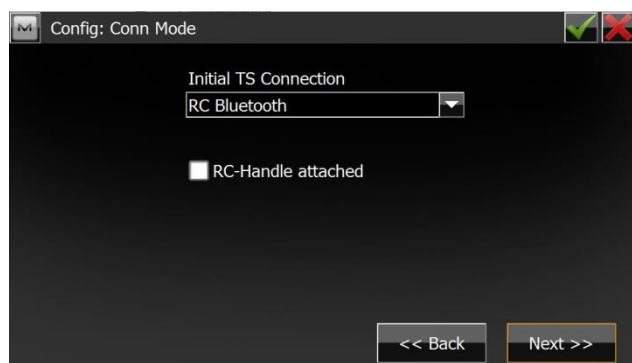 M
Config: Conn Mode
Initial TS Connection
RC Bluetooth
RC-Handle attached
<< Back
Next >>